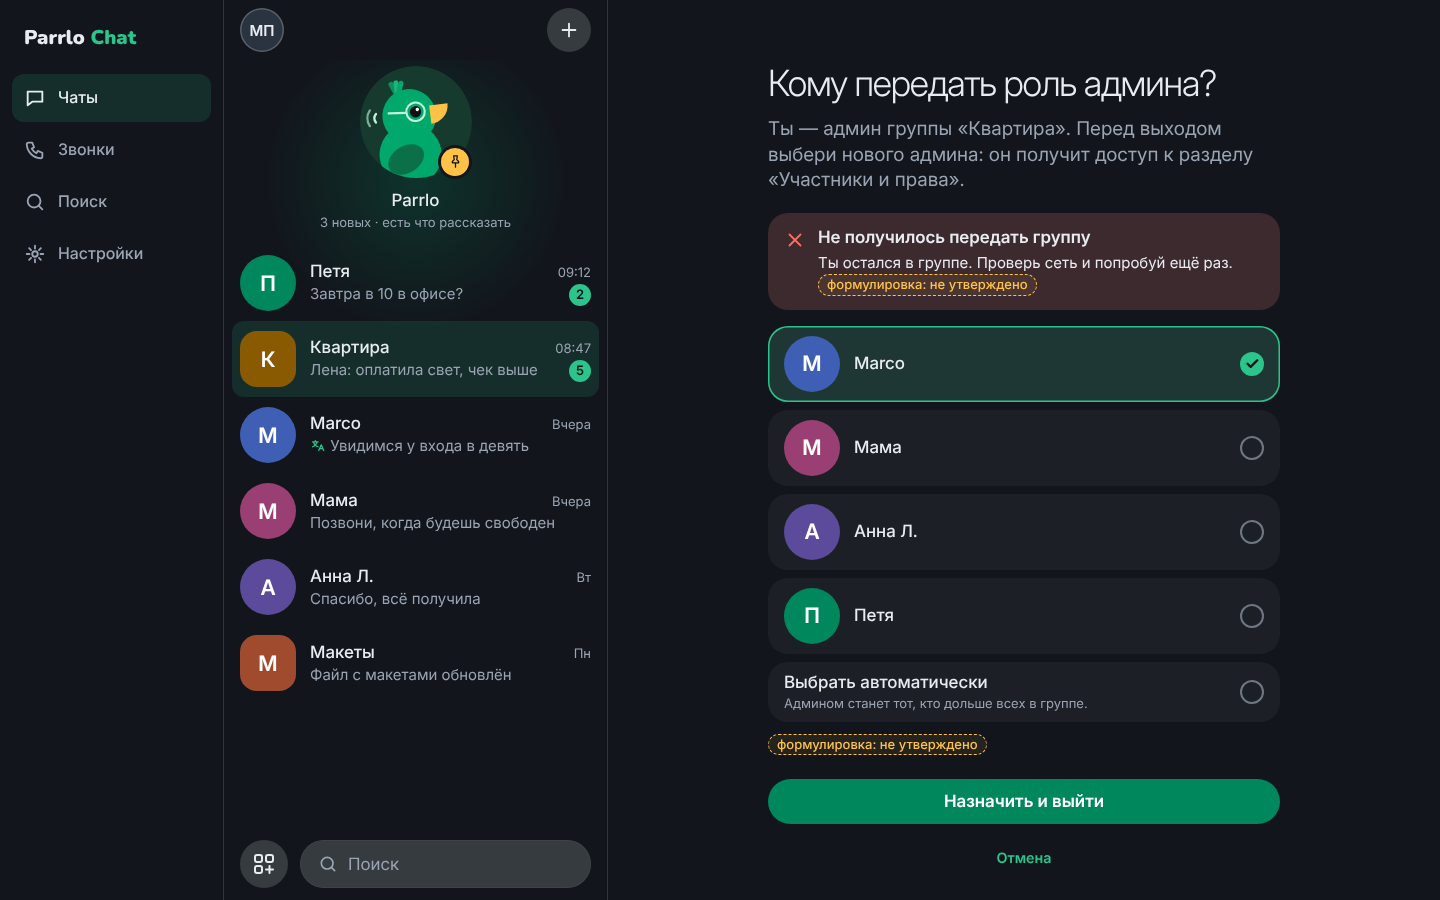 Parrlo Chat
Чаты
Звонки
Поиск
Настройки
МП
Parrlo
3 новых · есть что рассказать
П
Петя
09:12
Завтра в 10 в офисе?
2
К
Квартира
08:47
Лена: оплатила свет, чек выше
5
M
Marco
Вчера
Увидимся у входа в девять
М
Мама
Вчера
Позвони, когда будешь свободен
А
Анна Л.
Вт
Спасибо, всё получила
М
Макеты
Пн
Файл с макетами обновлён
Поиск
Кому передать роль админа?
Ты — админ группы «Квартира». Перед выходом
выбери нового админа: он получит доступ к разделу
«Участники и права».
Не получилось передать группу
Ты остался в группе. Проверь сеть и попробуй ещё раз.
формулировка: не утверждено
M
Marco
М
Мама
А
Анна Л.
П
Петя
Выбрать автоматически
Админом станет тот, кто дольше всех в группе.
формулировка: не утверждено
Назначить и выйти
Отмена